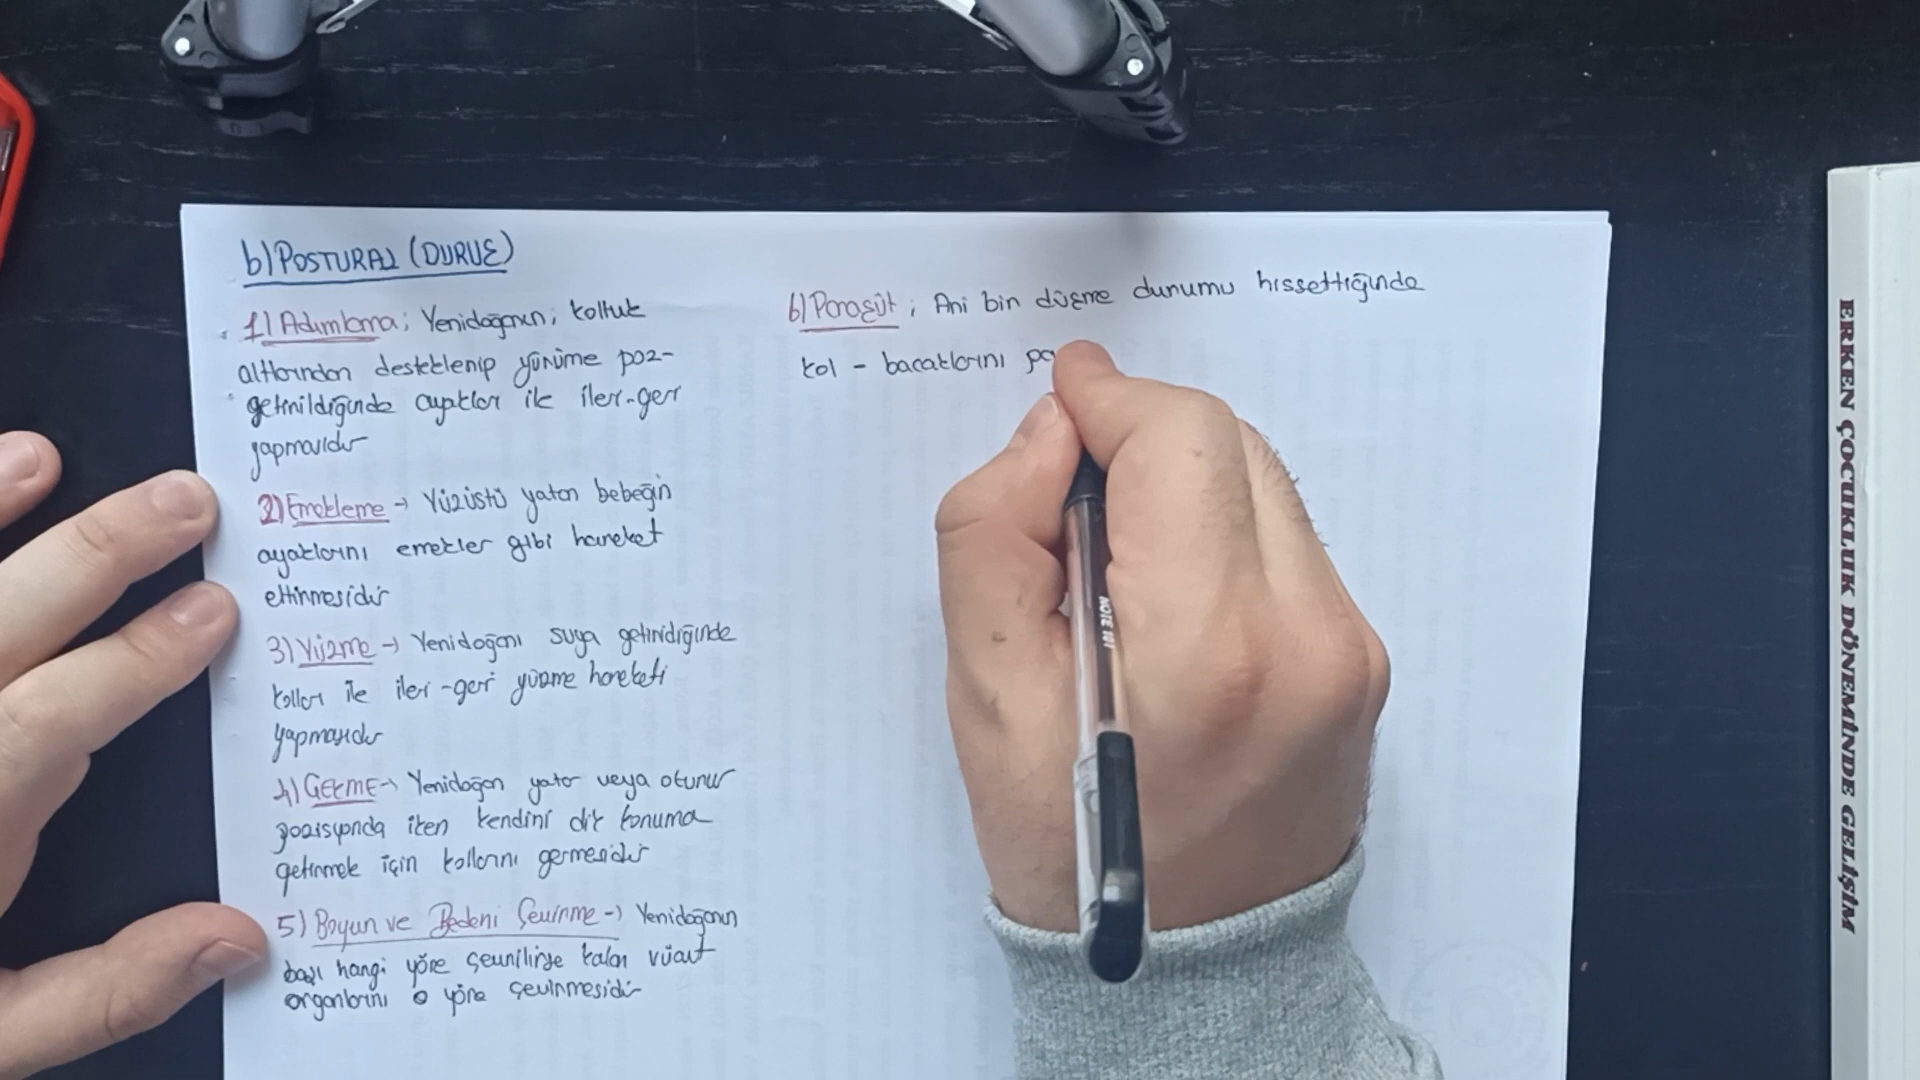 b) POSTURAL (DURUŞ)
1) Adımlama; Yenidoğanın; koltuk
altlarından desteklenip yürüme poz-
getirildiğinde ayaklar ile ileri-geri
yapmasıdır
2) Emekleme → Yüzüstü yatan bebeğin
ayaklarını emekler gibi hareket
ettirmesidir
3) Yüzme → Yenidoğanı suya getirildiğinde
kolları ile ileri-geri yüzme hareketi
yapmasıdır
4) GERME → Yenidoğan yatar veya oturur
pozisyonda iken kendini dik konuma
getirmek için kollarını germesidir
5) Boyun ve Bedeni Çevirme → Yenidoğanın
başı hangi yöne çevrilirse kalan vücut
organlarını o yöne çevirmesidir
6) Paraşüt; Ani bir düşme durumu hissettiğinde
kol - bacaklarını pa
NOTE 101
ERKEN ÇOCUKLUK DÖNEMİNDE GELİŞİM